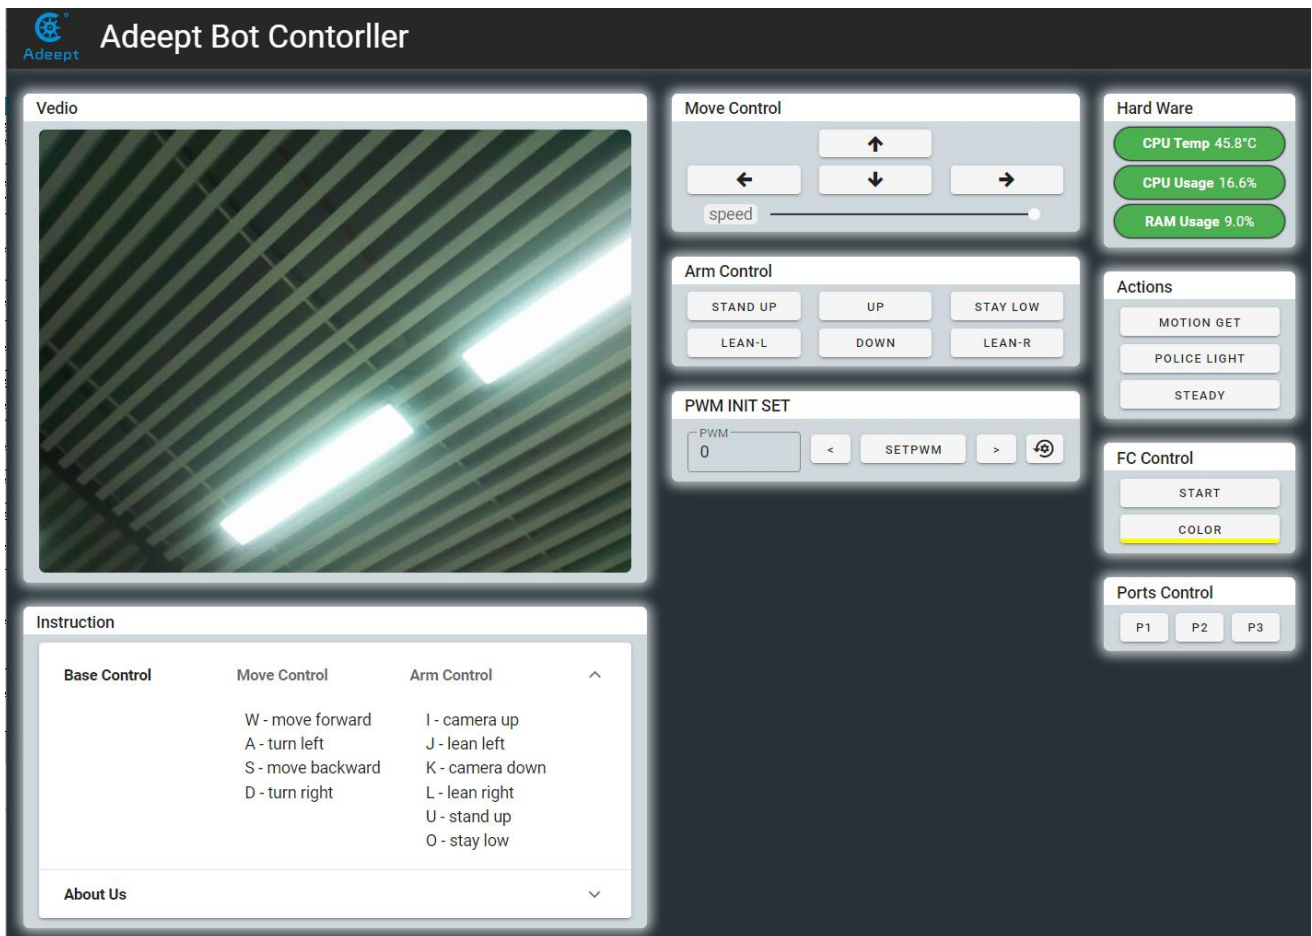 Adeept
Adeept Bot Contorller
Vedio
Move Control
speed
Arm Control
STAND UP
UP
STAY LOW
LEAN-L
DOWN
LEAN-R
PWM INIT SET
PWM
0
<
SETPWM
>
Hard Ware
CPU Temp 45.8°C
CPU Usage 16.6%
RAM Usage 9.0%
Actions
MOTION GET
POLICE LIGHT
STEADY
FC Control
START
COLOR
Ports Control
P1
P2
P3
Instruction
Base Control
Move Control
W - move forward
A - turn left
S - move backward
D - turn right
Arm Control
I - camera up
J - lean left
K - camera down
L - lean right
U - stand up
O - stay low
About Us